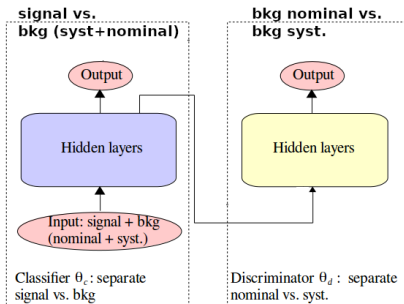 signal vs.
bkg (syst+nominal)
Output
Hidden layers
Input: signal + bkg
(nominal + syst.)
Classifier θc: separate
signal vs. bkg
bkg nominal vs.
bkg syst.
Output
Hidden layers
Discriminator θd : separate
nominal vs. syst.